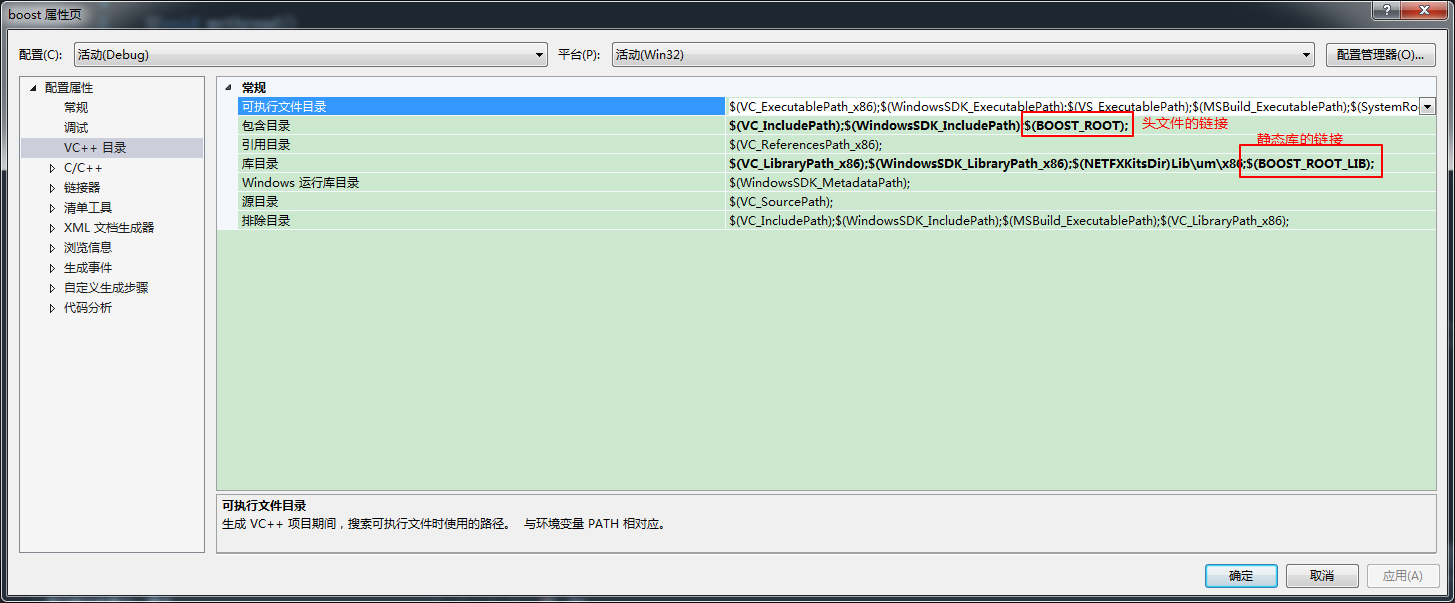 boost 属性页
配置(C): 活动(Debug) 平台(P): 活动(Win32) 配置管理器(O)...
配置属性
常规
调试
VC++ 目录
C/C++
链接器
清单工具
XML 文档生成器
浏览信息
生成事件
自定义生成步骤
代码分析
常规
可执行文件目录 $(VC_ExecutablePath_x86);$(WindowsSDK_ExecutablePath);$(VS_ExecutablePath);$(MSBuild_ExecutablePath);$(SystemRo
包含目录 $(VC_IncludePath);$(WindowsSDK_IncludePath);$(BOOST_ROOT); 头文件的链接
引用目录 $(VC_ReferencesPath_x86);
静态库的链接
库目录 $(VC_LibraryPath_x86);$(WindowsSDK_LibraryPath_x86);$(NETFXKitsDir)Lib\um\x86;$(BOOST_ROOT_LIB);
Windows 运行库目录 $(WindowsSDK_MetadataPath);
源目录 $(VC_SourcePath);
排除目录 $(VC_IncludePath);$(WindowsSDK_IncludePath);$(MSBuild_ExecutablePath);$(VC_LibraryPath_x86);
可执行文件目录
生成 VC++ 项目期间，搜索可执行文件时使用的路径。 与环境变量 PATH 相对应。
确定 取消 应用(A)